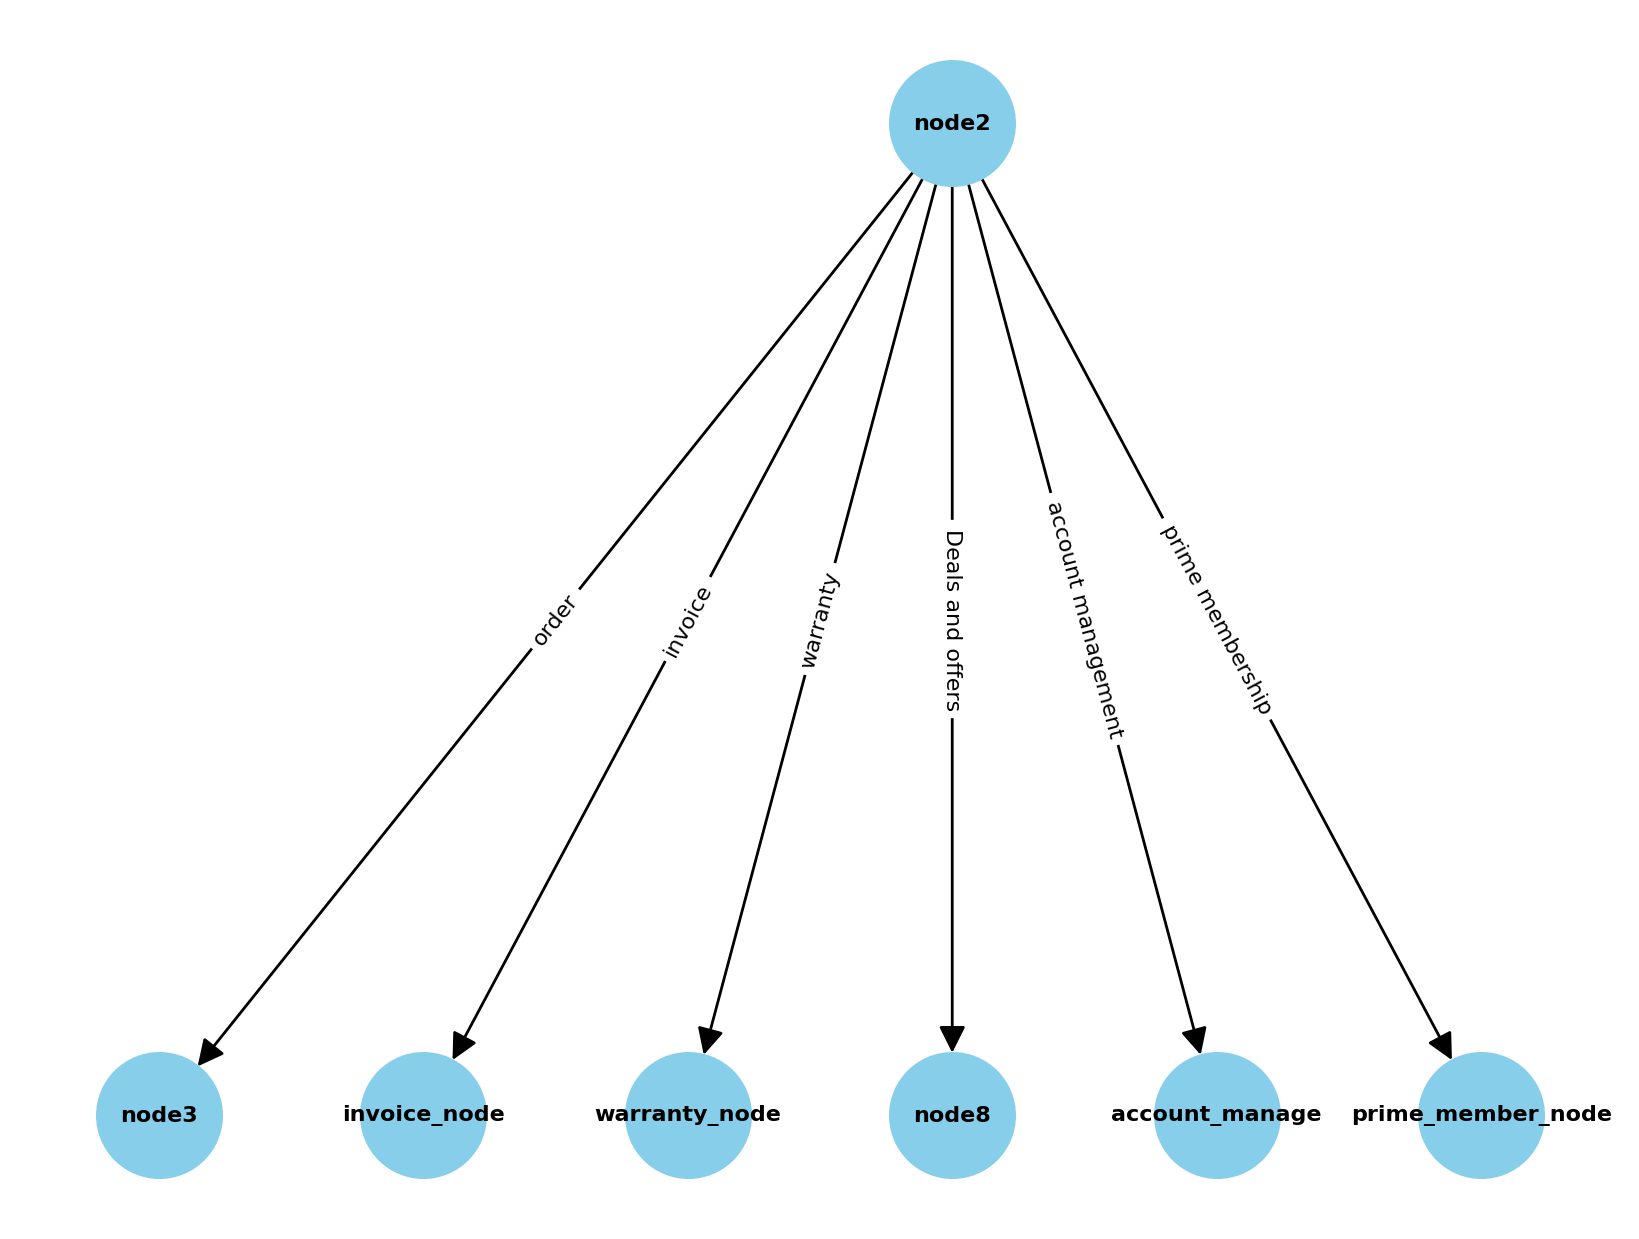 node2
order
invoice
warranty
Deals and offers
account management
prime membership
node3
invoice_node
warranty_node
node8
account_manage
prime_member_node